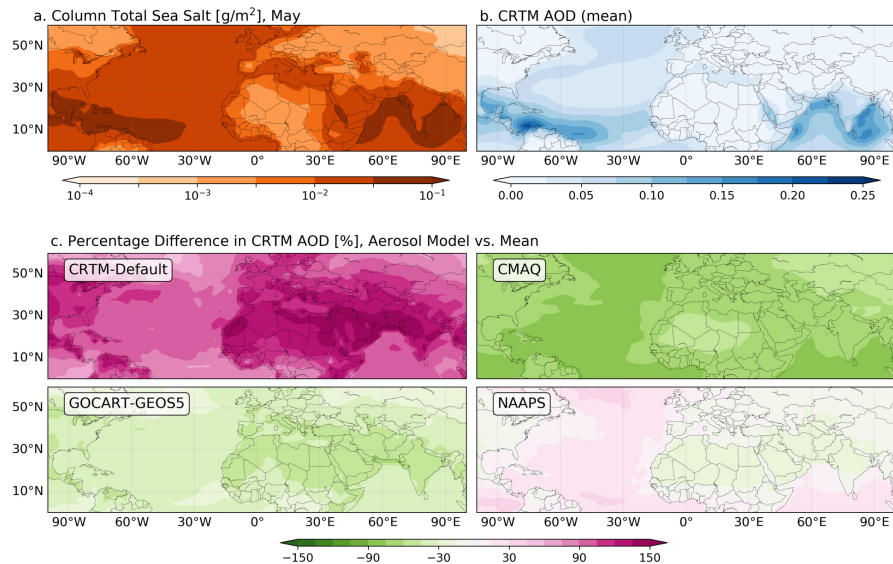 a. Column Total Sea Salt [g/m²], May
b. CRTM AOD (mean)
50°N
30°N
10°N
90°W 60°W 30°W 0° 30°E 60°E 90°E
90°W 60°W 30°W 0° 30°E 60°E 90°E
10⁻⁴ 10⁻³ 10⁻² 10⁻¹
0.00 0.05 0.10 0.15 0.20 0.25
c. Percentage Difference in CRTM AOD [%], Aerosol Model vs. Mean
CRTM-Default
CMAQ
50°N
30°N
10°N
GOCART-GEOS5
NAAPS
50°N
30°N
10°N
90°W 60°W 30°W 0° 30°E 60°E 90°E
90°W 60°W 30°W 0° 30°E 60°E 90°E
−150 −90 −30 30 90 150